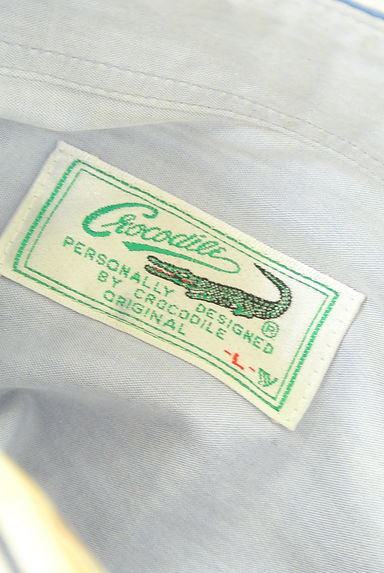 Crocodile
PERSONALLY DESIGNED
BY CROCODILE ®
ORIGINAL
-L-